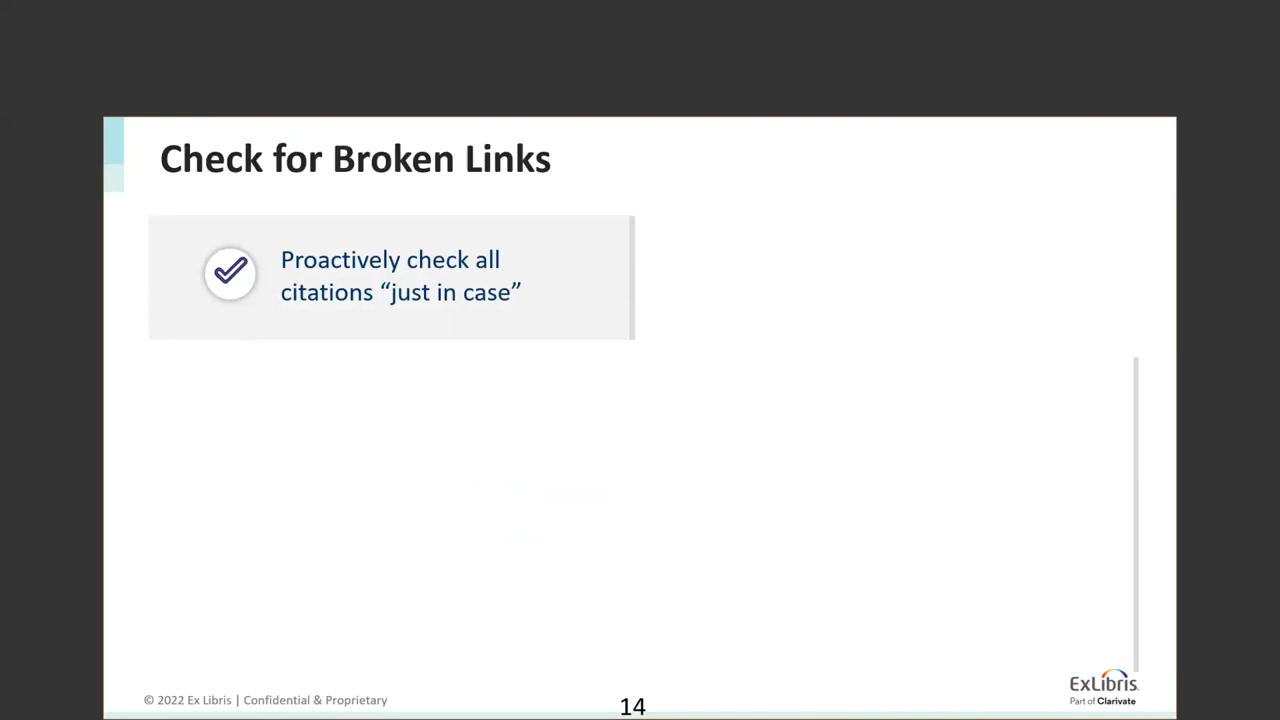 Check for Broken Links
Proactively check all
citations “just in case”
© 2022 Ex Libris | Confidential & Proprietary
14
ExLibris
Part of Clarivate